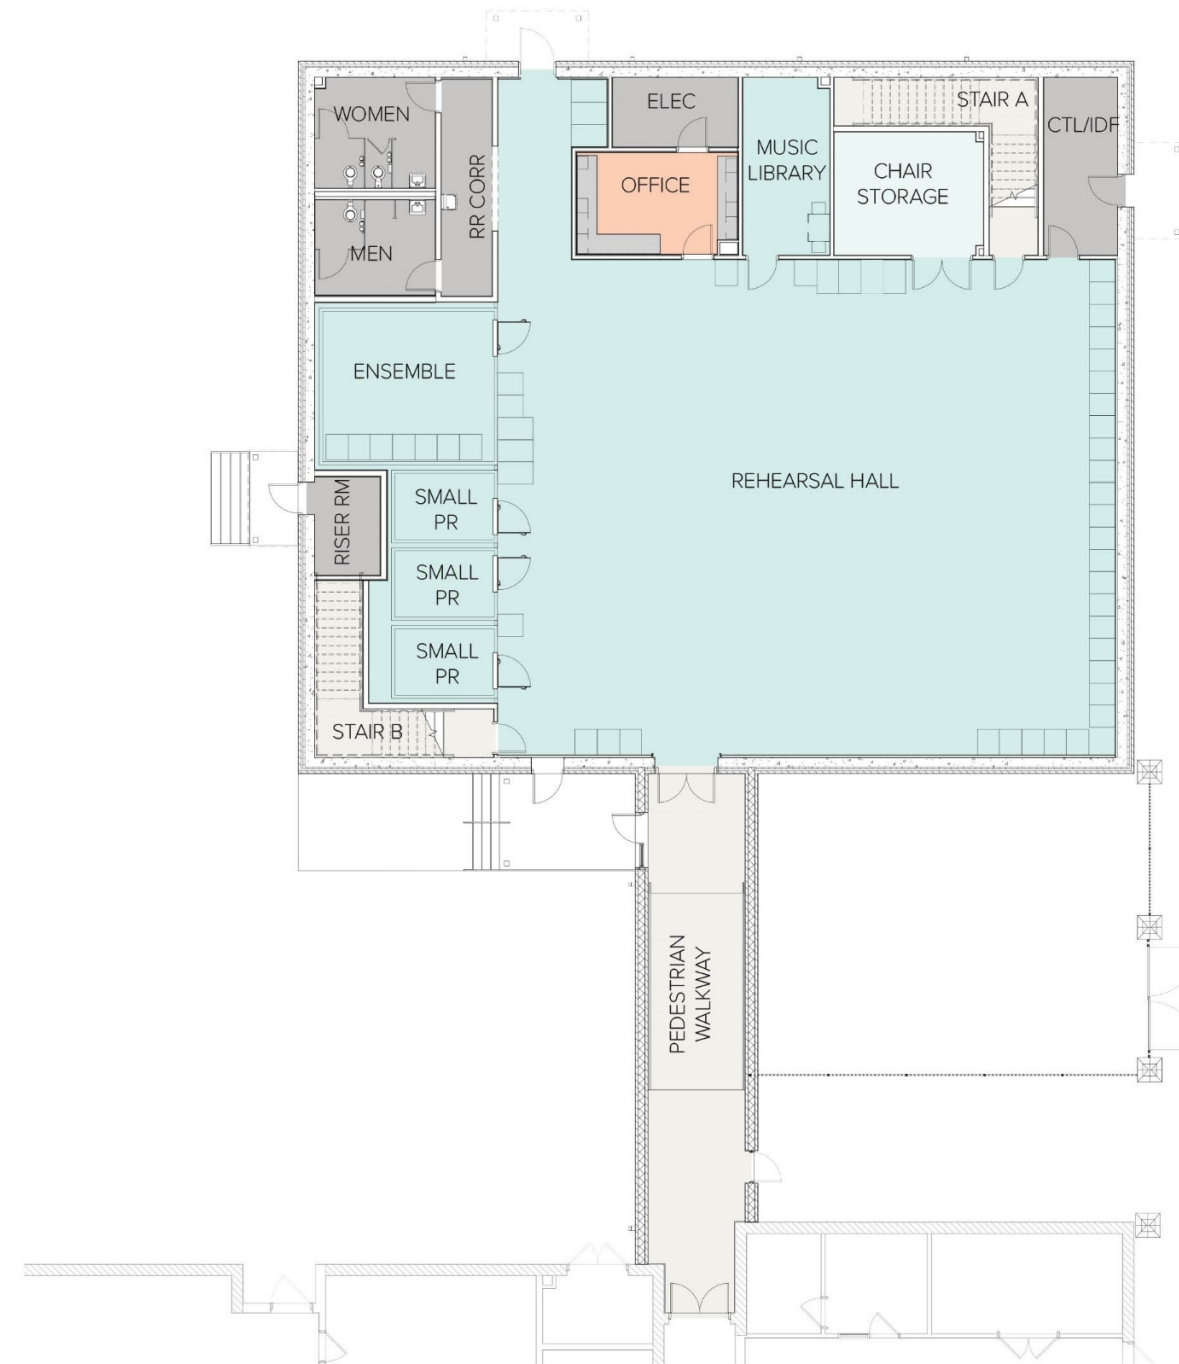 WOMEN
ELEC
STAIR A
CTL/IDF
MUSIC
LIBRARY
RR CORR
OFFICE
CHAIR
STORAGE
MEN
ENSEMBLE
REHEARSAL HALL
RISER RM
SMALL
PR
SMALL
PR
SMALL
PR
STAIR B
PEDESTRIAN
WALKWAY